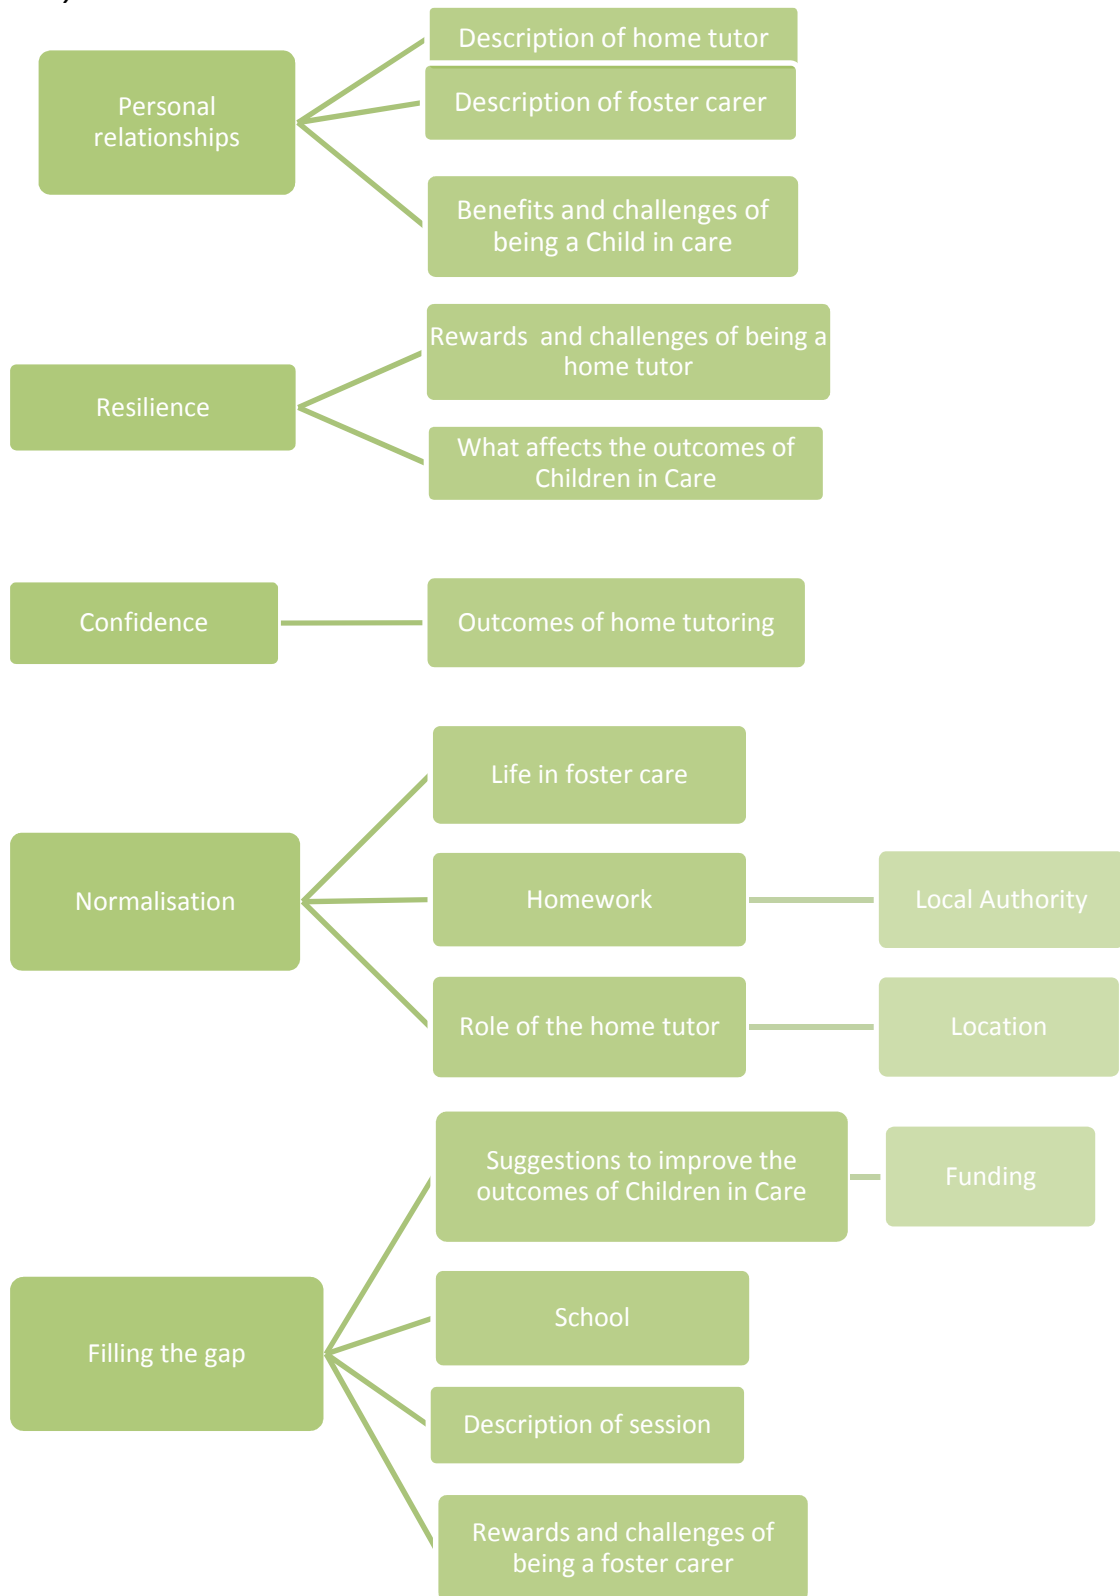 Description of home tutor
Personal
relationships
Description of foster carer
Benefits and challenges of
being a Child in care
Rewards  and challenges of being a
home tutor
Resilience
What affects the outcomes of
Children in Care
Confidence
Outcomes of home tutoring
Life in foster care
Normalisation
Homework
Local Authority
Role of the home tutor
Location
Suggestions to improve the
outcomes of Children in Care
Funding
Filling the gap
School
Description of session
Rewards and challenges of
being a foster carer